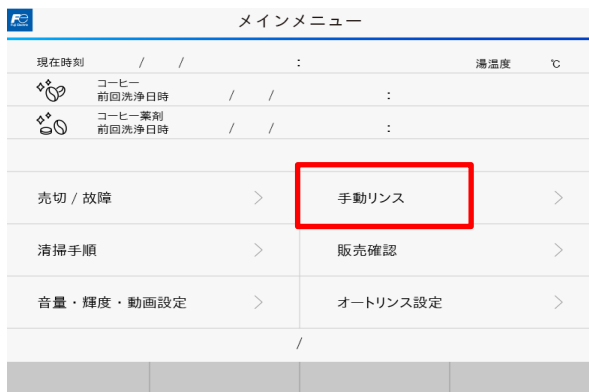 メインメニュー
現在時刻 / / : 湯温度 ℃
コーヒー
前回洗浄日時 / / :
コーヒー薬剤
前回洗浄日時 / / :
売切 / 故障 手動リンス
清掃手順 販売確認
音量・輝度・動画設定 オートリンス設定
/